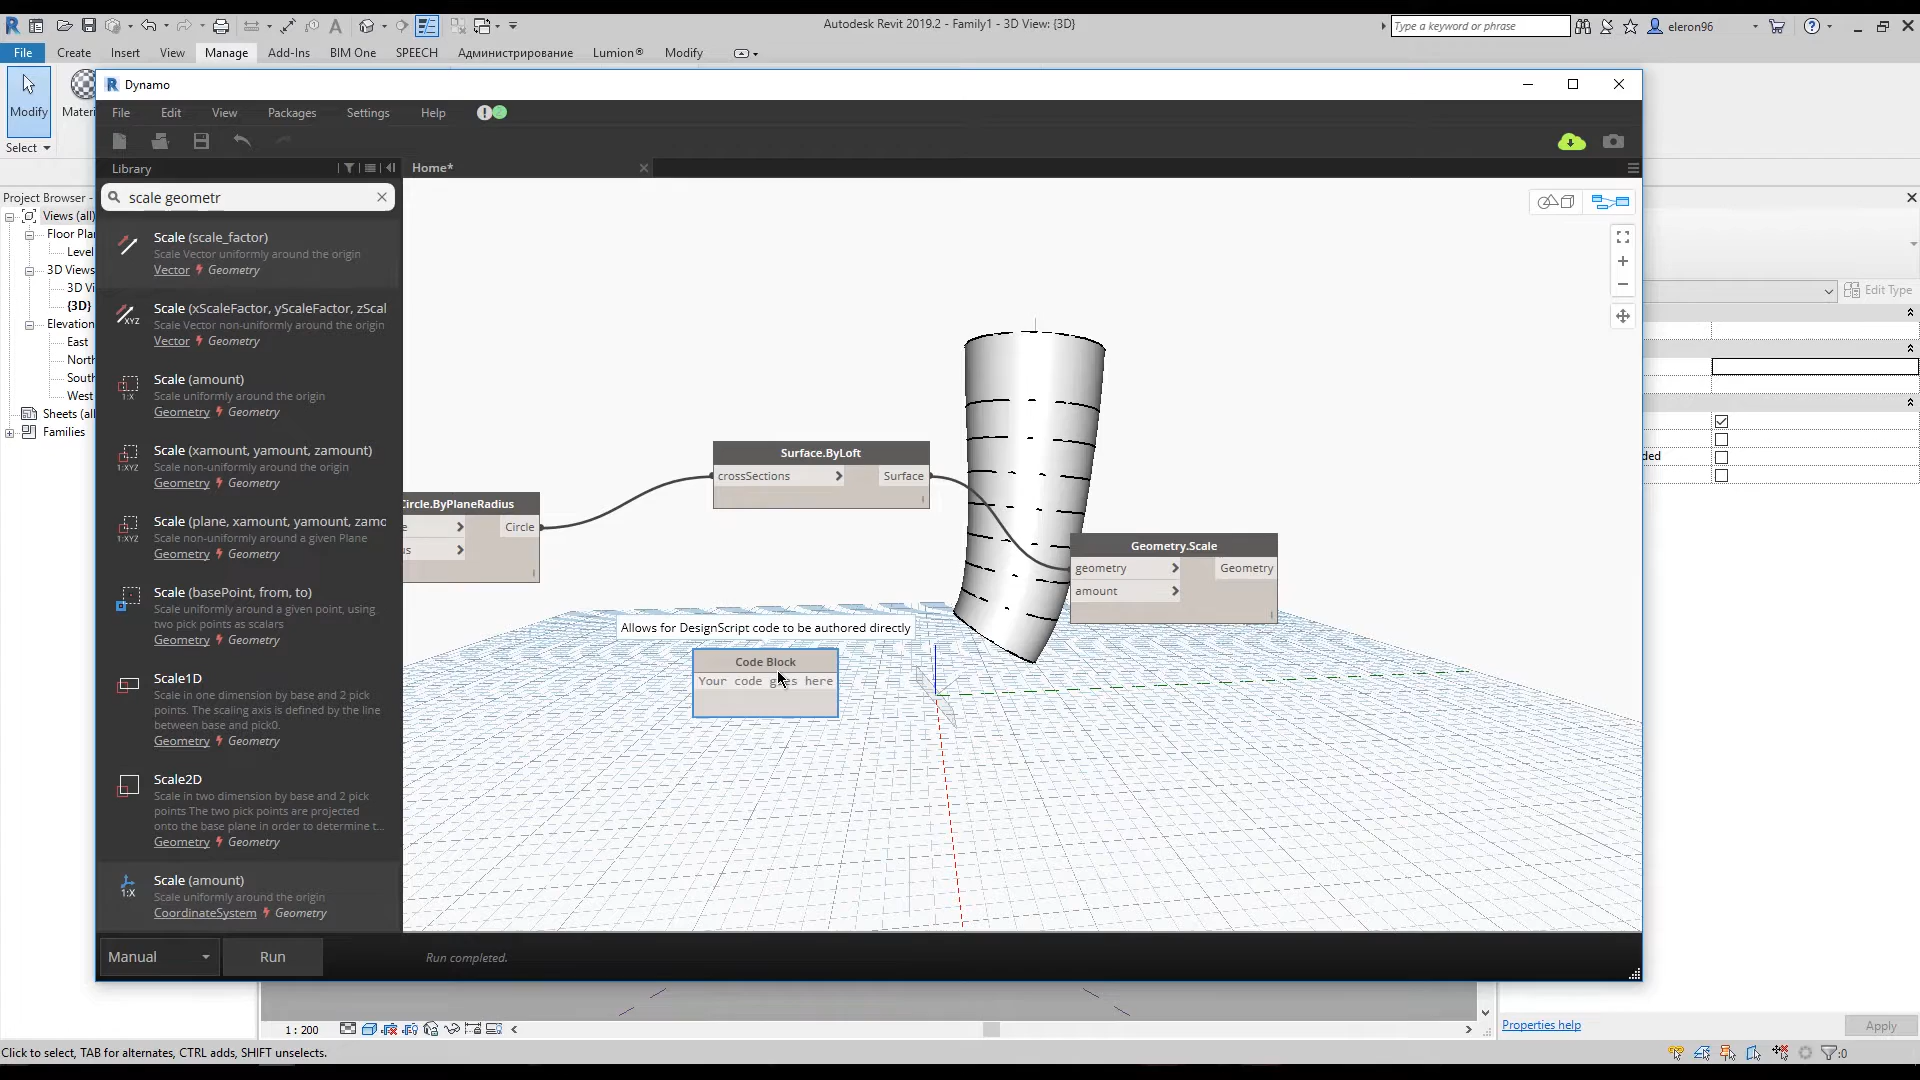 Autodesk Revit 2019.2 - Family1 - 3D View: {3D}
Type a keyword or phrase
eleron96
File
Create
Insert
View
Manage
Add-Ins
BIM One
SPEECH
Администрирование
Lumion®
Modify
Modify
Materi
Select
Dynamo
File
Edit
View
Packages
Settings
Help
Library
Home*
scale geometr
Scale (scale_factor)
Scale Vector uniformly around the origin
Vector Geometry
Scale (xScaleFactor, yScaleFactor, zScal
Scale Vector non-uniformly around the origin
Vector Geometry
Scale (amount)
Scale uniformly around the origin
Geometry Geometry
Scale (xamount, yamount, zamount)
Scale non-uniformly around the origin
Geometry Geometry
Scale (plane, xamount, yamount, zamo
Scale non-uniformly around a given Plane
Geometry Geometry
Scale (basePoint, from, to)
Scale uniformly around a given point, using
two pick points as scalars
Geometry Geometry
Scale1D
Scale in one dimension by base and 2 pick
points. The scaling axis is defined by the line
between base and pick0.
Geometry Geometry
Scale2D
Scale in two dimension by base and 2 pick
points The two pick points are projected
onto the base plane in order to determine t...
Geometry Geometry
Scale (amount)
Scale uniformly around the origin
CoordinateSystem Geometry
Manual
Run
Run completed.
Project Browser -
Views (all)
Floor Pla
Level
3D Views
3D Vi
{3D}
Elevation
East
North
South
West
Sheets (all
Families
Circle.ByPlaneRadius
e
Circle
us
Surface.ByLoft
crossSections
Surface
Geometry.Scale
geometry
Geometry
amount
Allows for DesignScript code to be authored directly
Code Block
Your code goes here
Edit Type
ded
1 : 200
Properties help
Apply
Click to select, TAB for alternates, CTRL adds, SHIFT unselects.
:0